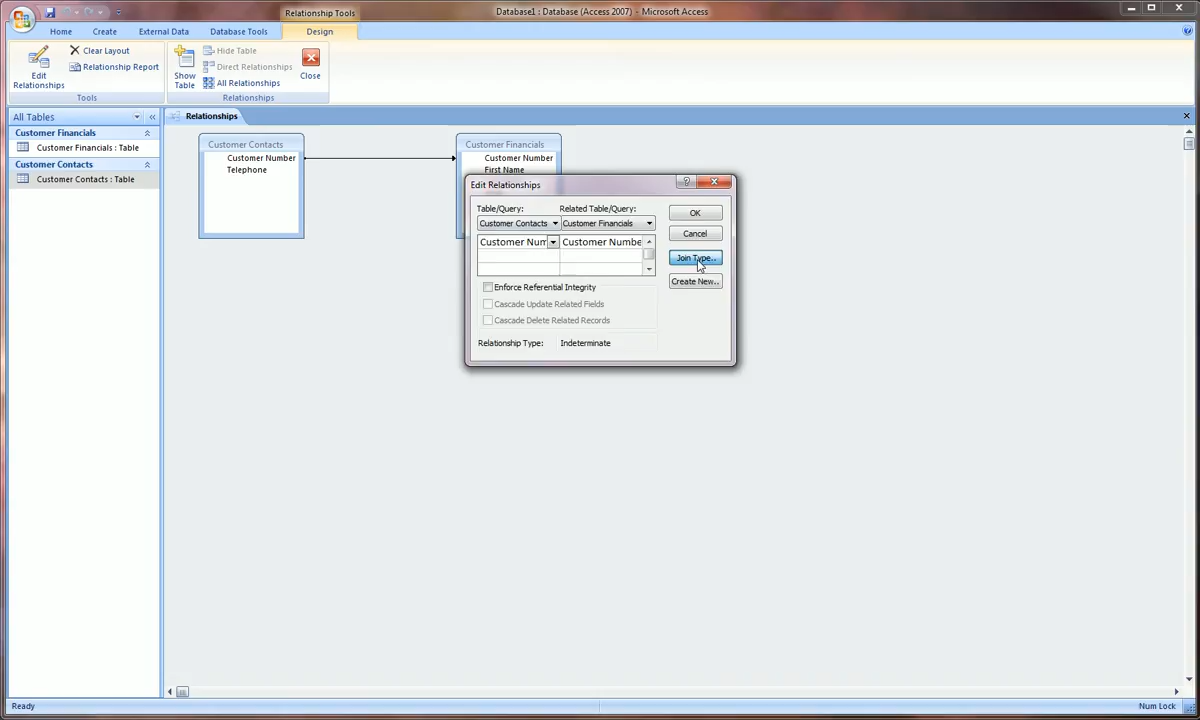 Relationship Tools
Database1 : Database (Access 2007) - Microsoft Access
Home Create External Data Database Tools Design
Edit Relationships
Clear Layout
Relationship Report
Tools
Show Table
Hide Table
Direct Relationships
All Relationships
Close
Relationships
All Tables
Customer Financials
Customer Financials : Table
Customer Contacts
Customer Contacts : Table
Relationships
Customer Contacts
Customer Number
Telephone
Customer Financials
Customer Number
First Name
Edit Relationships
Table/Query: Related Table/Query:
Customer Contacts Customer Financials
Customer Num Customer Numbe
Enforce Referential Integrity
Cascade Update Related Fields
Cascade Delete Related Records
Relationship Type: Indeterminate
OK
Cancel
Join Type..
Create New..
Ready
Num Lock